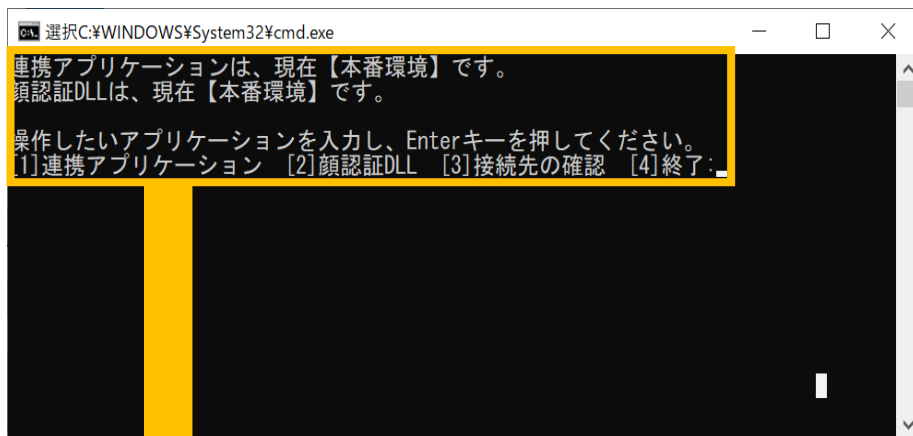 選択C:¥WINDOWS¥System32¥cmd.exe
連携アプリケーションは、現在【本番環境】です。
顔認証DLLは、現在【本番環境】です。
操作したいアプリケーションを入力し、Enterキーを押してください。
[1]連携アプリケーション [2]顔認証DLL [3]接続先の確認 [4]終了: